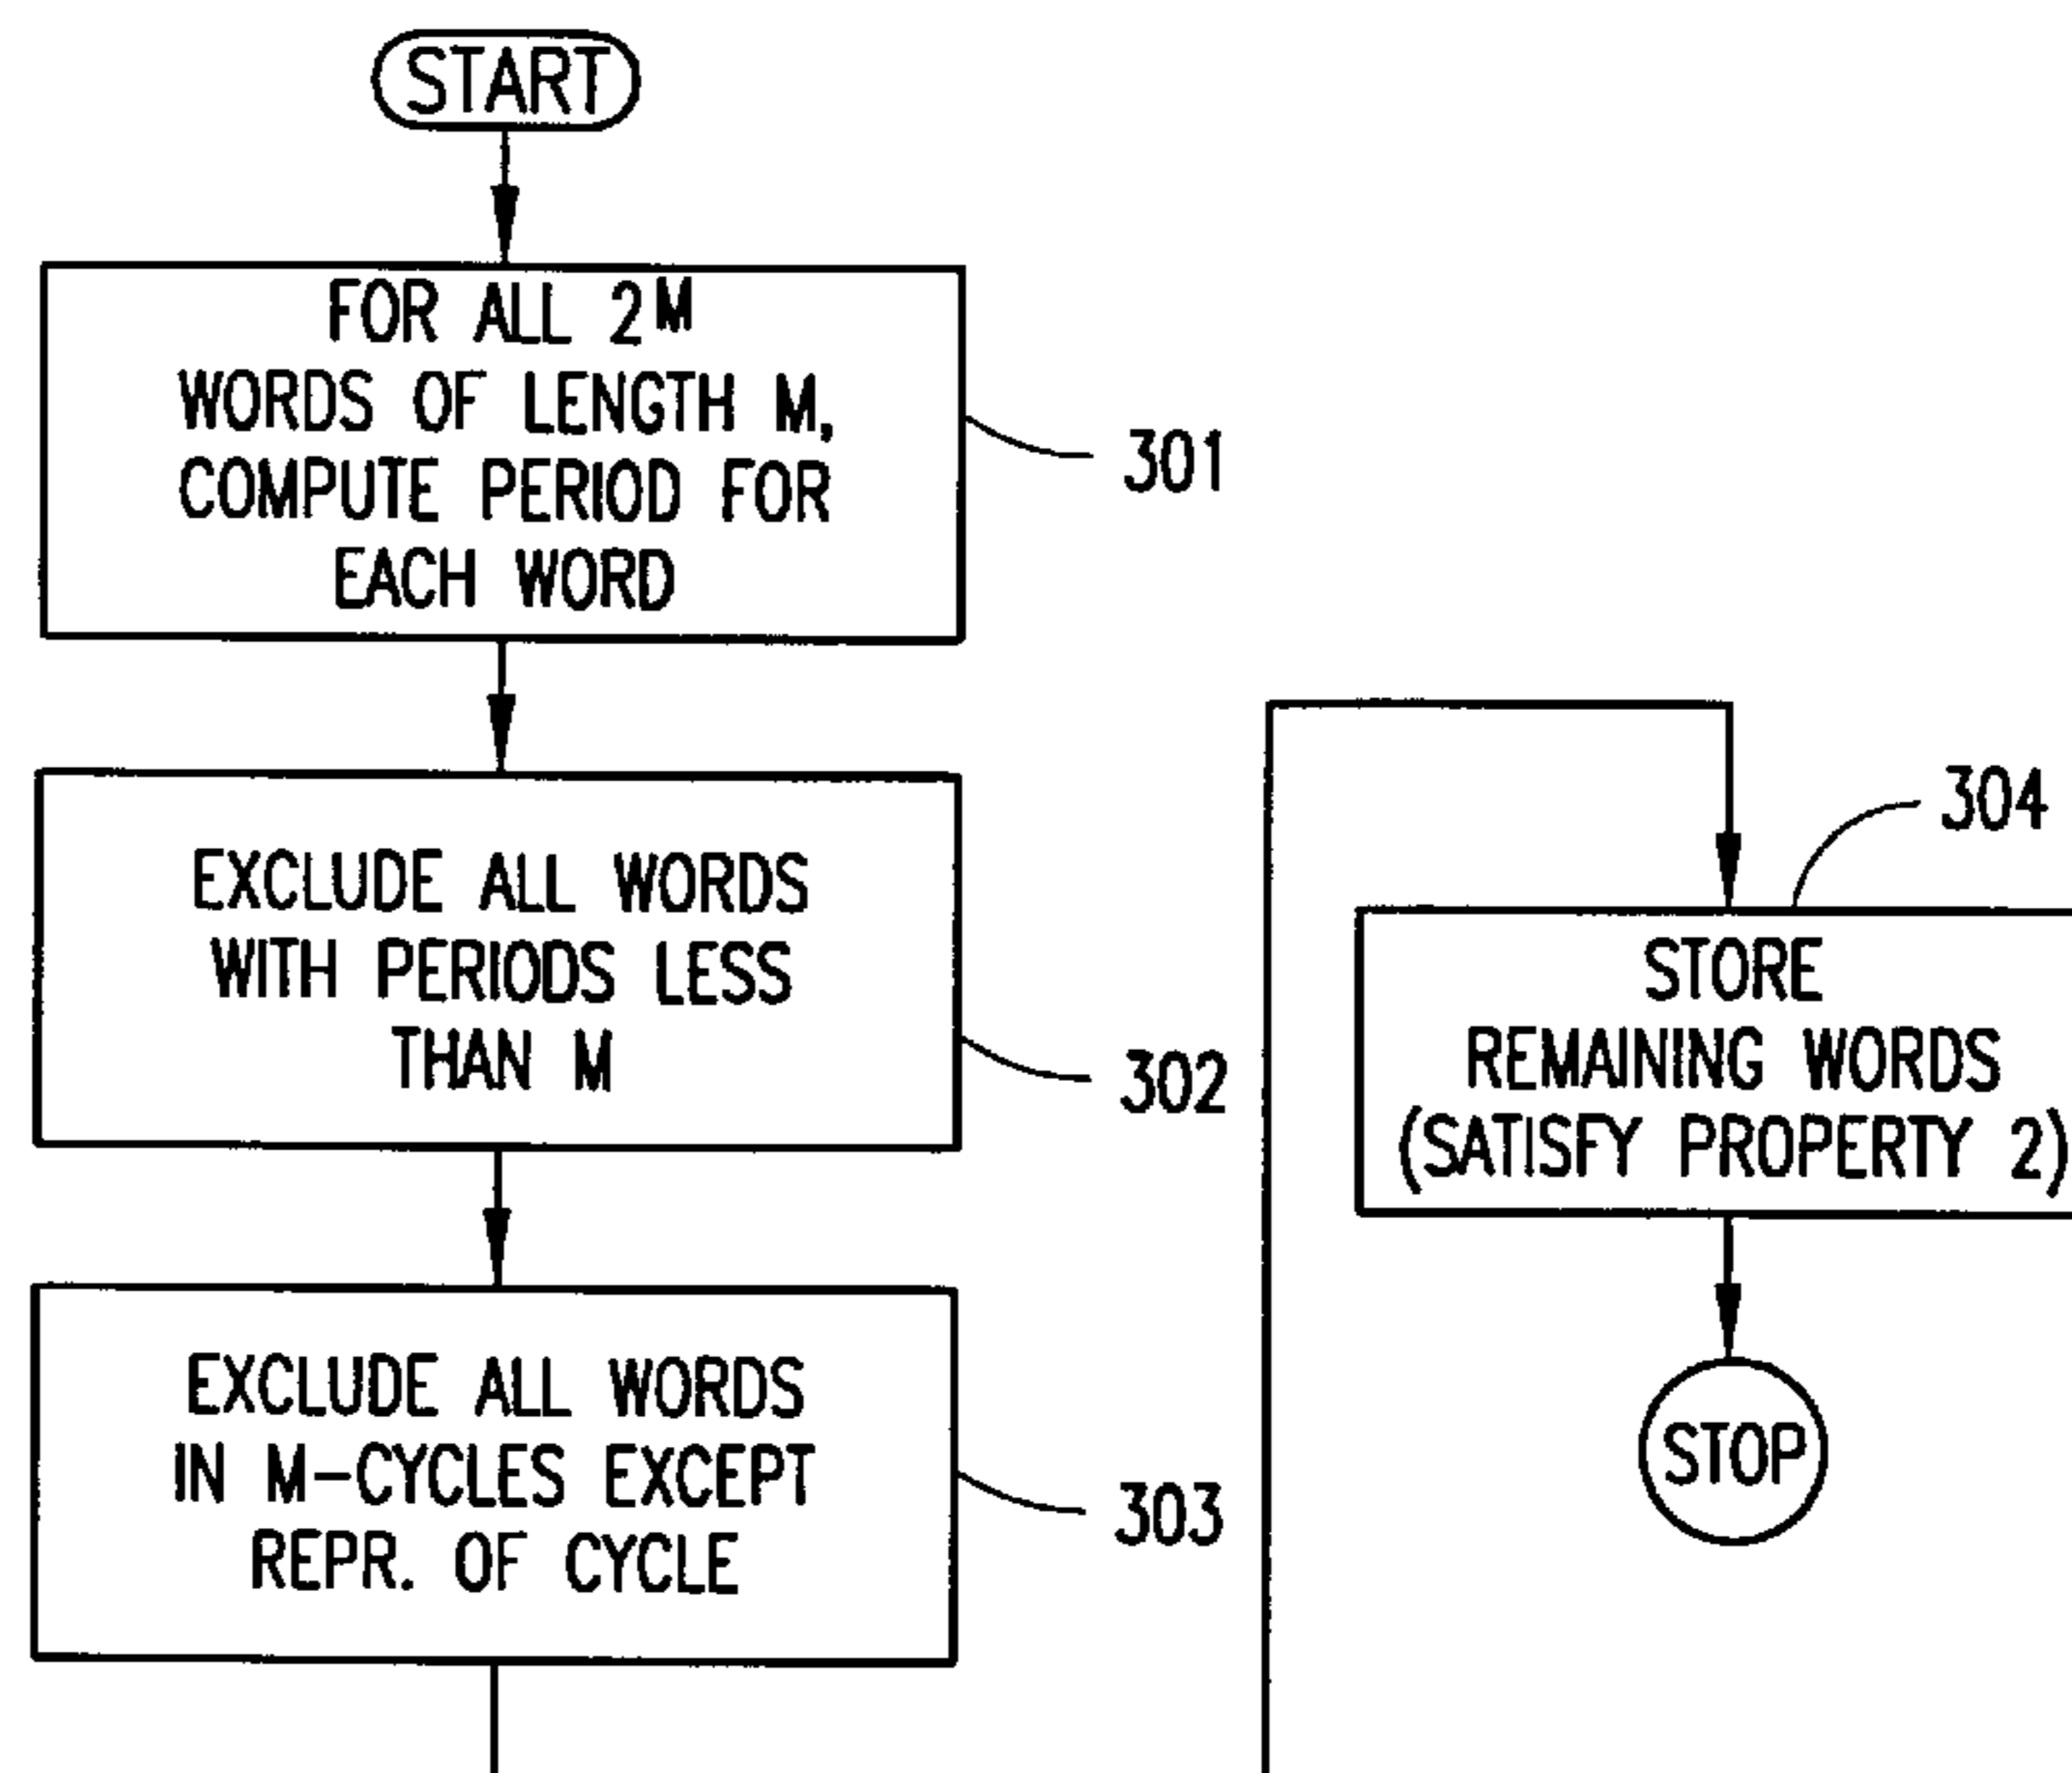 START
FOR ALL 2^M
WORDS OF LENGTH M,
COMPUTE PERIOD FOR
EACH WORD
301
EXCLUDE ALL WORDS
WITH PERIODS LESS
THAN M
302
EXCLUDE ALL WORDS
IN M-CYCLES EXCEPT
REPR. OF CYCLE
303
304
STORE
REMAINING WORDS
(SATISFY PROPERTY 2)
STOP